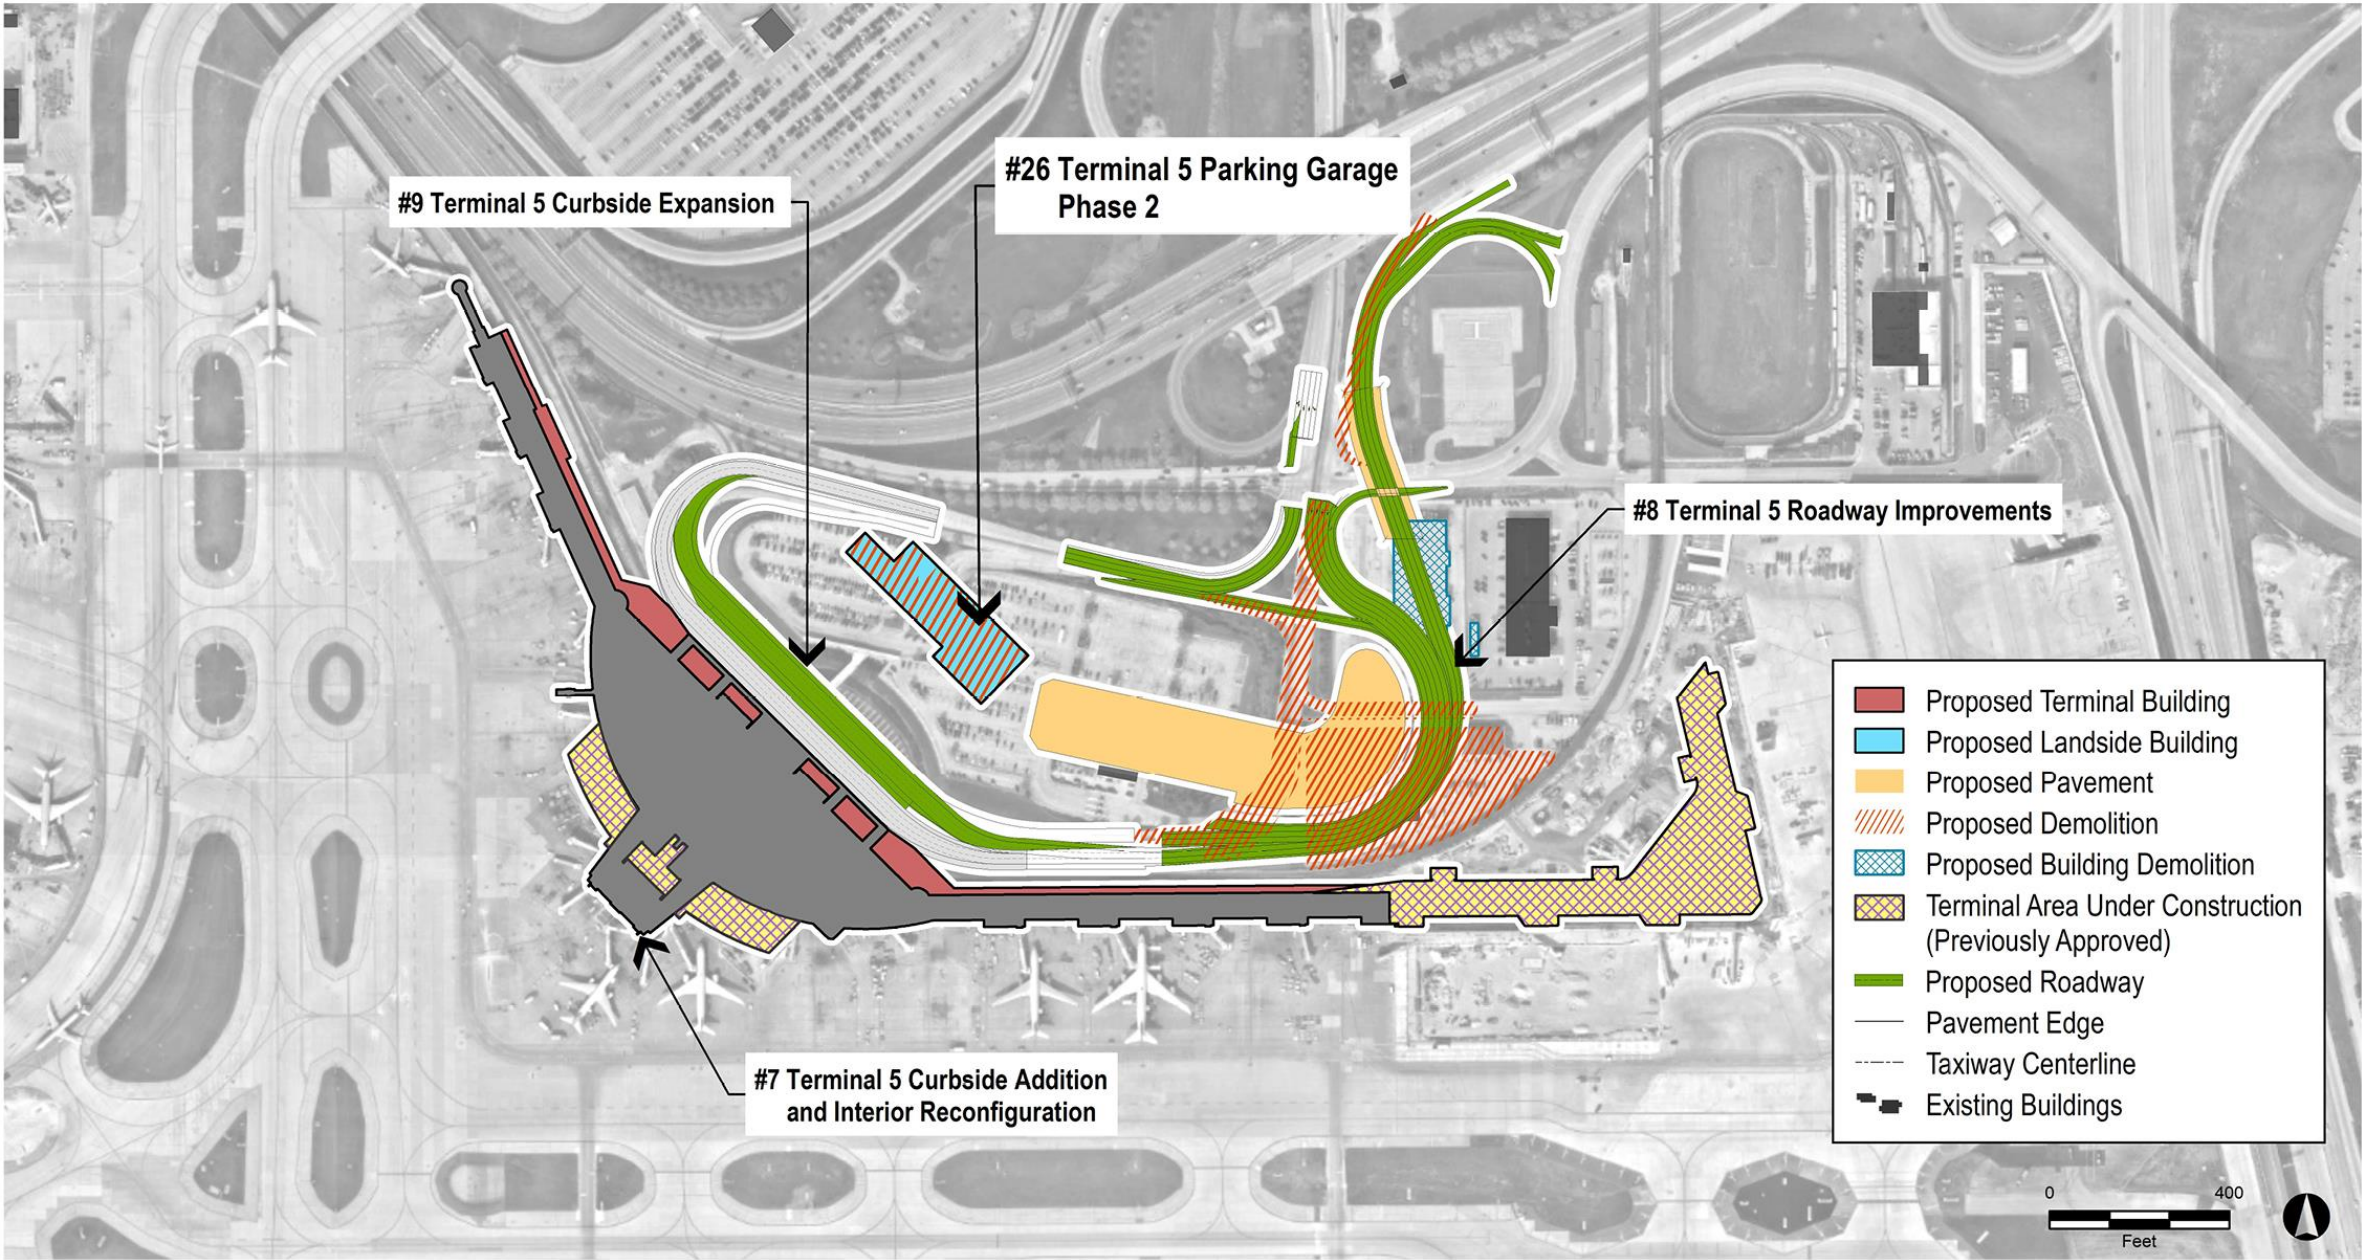 #26 Terminal 5 Parking Garage
Phase 2
#9 Terminal 5 Curbside Expansion
#8 Terminal 5 Roadway Improvements
#7 Terminal 5 Curbside Addition
and Interior Reconfiguration
Proposed Terminal Building
Proposed Landside Building
Proposed Pavement
Proposed Demolition
Proposed Building Demolition
Terminal Area Under Construction
(Previously Approved)
Proposed Roadway
Pavement Edge
Taxiway Centerline
Existing Buildings
0 400
Feet